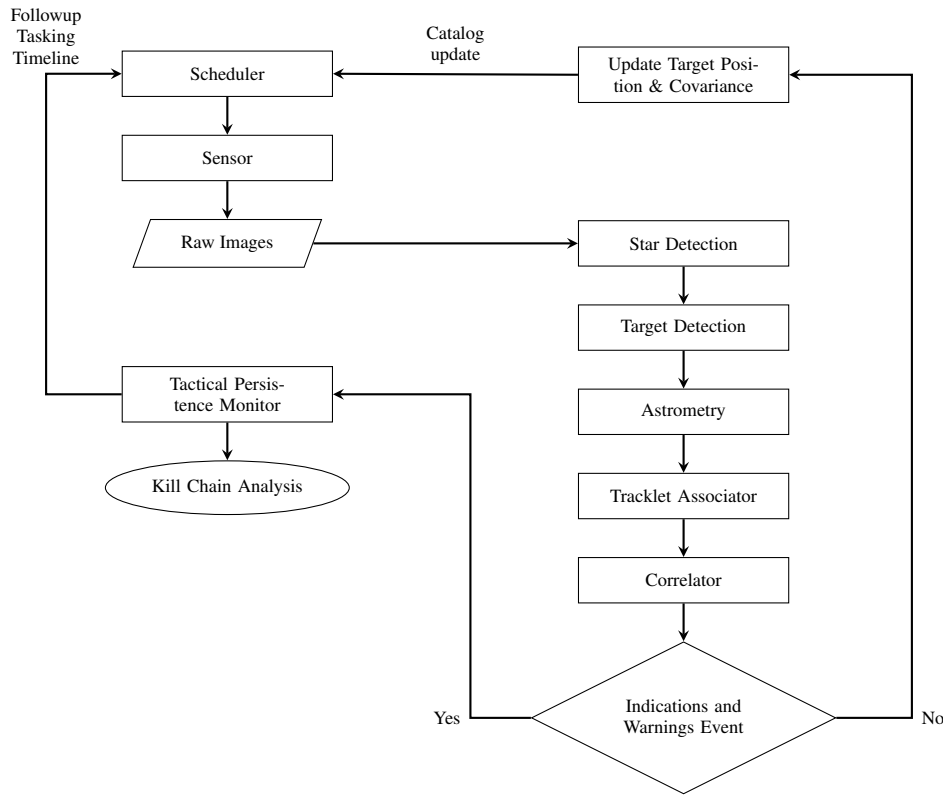 Followup
Tasking
Timeline
Catalog
update
Scheduler
Update Target Posi-
tion & Covariance
Sensor
Raw Images
Star Detection
Target Detection
Tactical Persis-
tence Monitor
Astrometry
Kill Chain Analysis
Tracklet Associator
Correlator
Indications and
Warnings Event
Yes
No